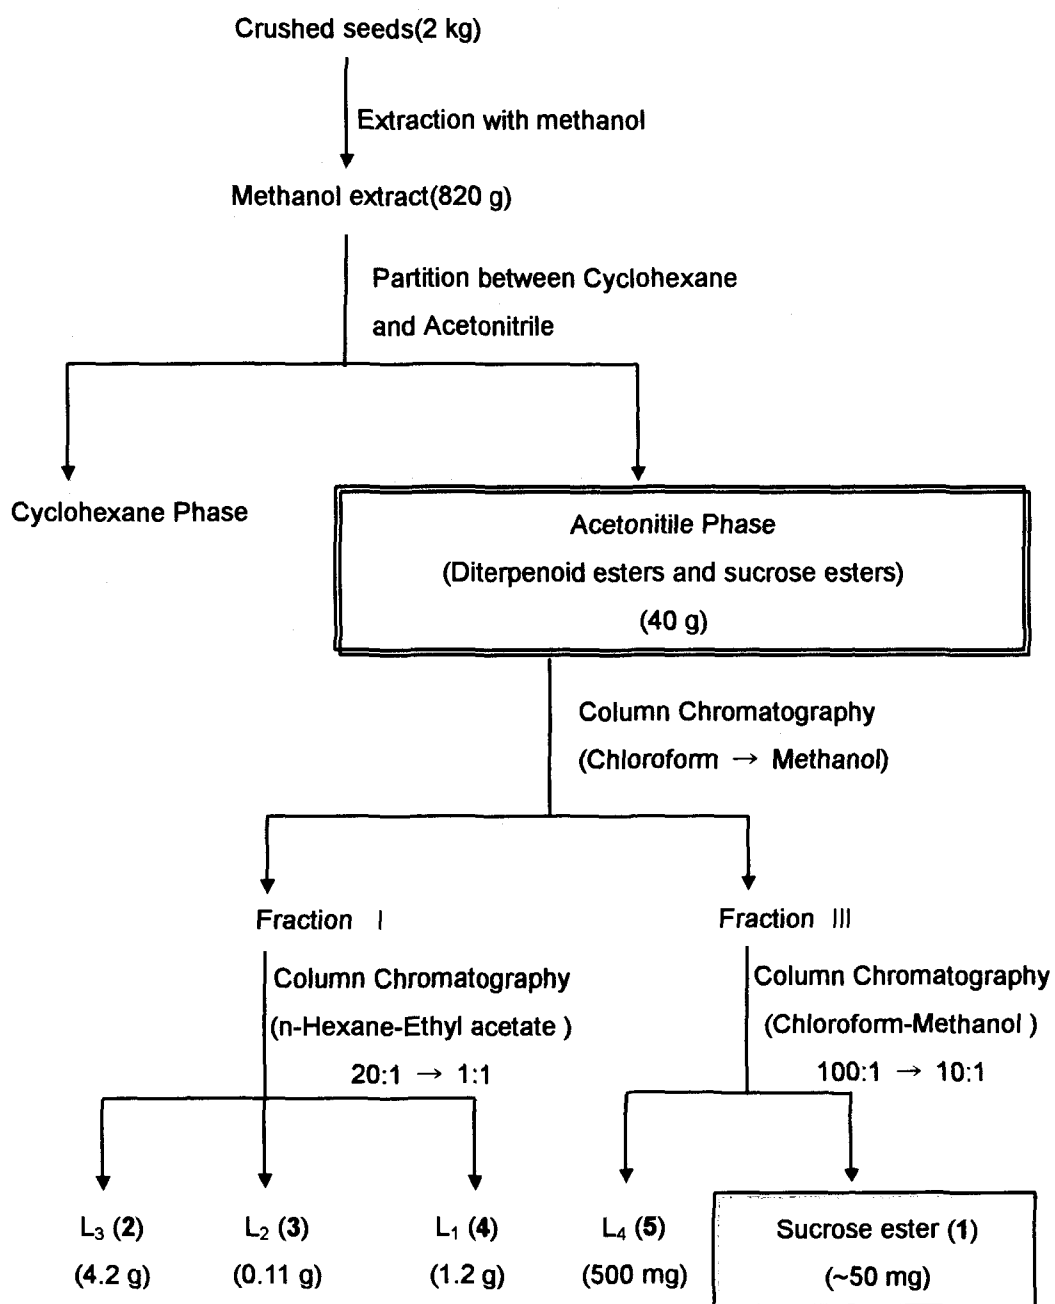 Crushed seeds(2 kg)
Extraction with methanol
Methanol extract(820 g)
Partition between Cyclohexane
and Acetonitrile
Cyclohexane Phase
Acetonitile Phase
(Diterpenoid esters and sucrose esters)
(40 g)
Column Chromatography
(Chloroform → Methanol)
Fraction I
Fraction III
Column Chromatography
(n-Hexane-Ethyl acetate )
20:1 → 1:1
Column Chromatography
(Chloroform-Methanol )
100:1 → 10:1
L₃ (2)
(4.2 g)
L₂ (3)
(0.11 g)
L₁ (4)
(1.2 g)
L₄ (5)
(500 mg)
Sucrose ester (1)
(~50 mg)